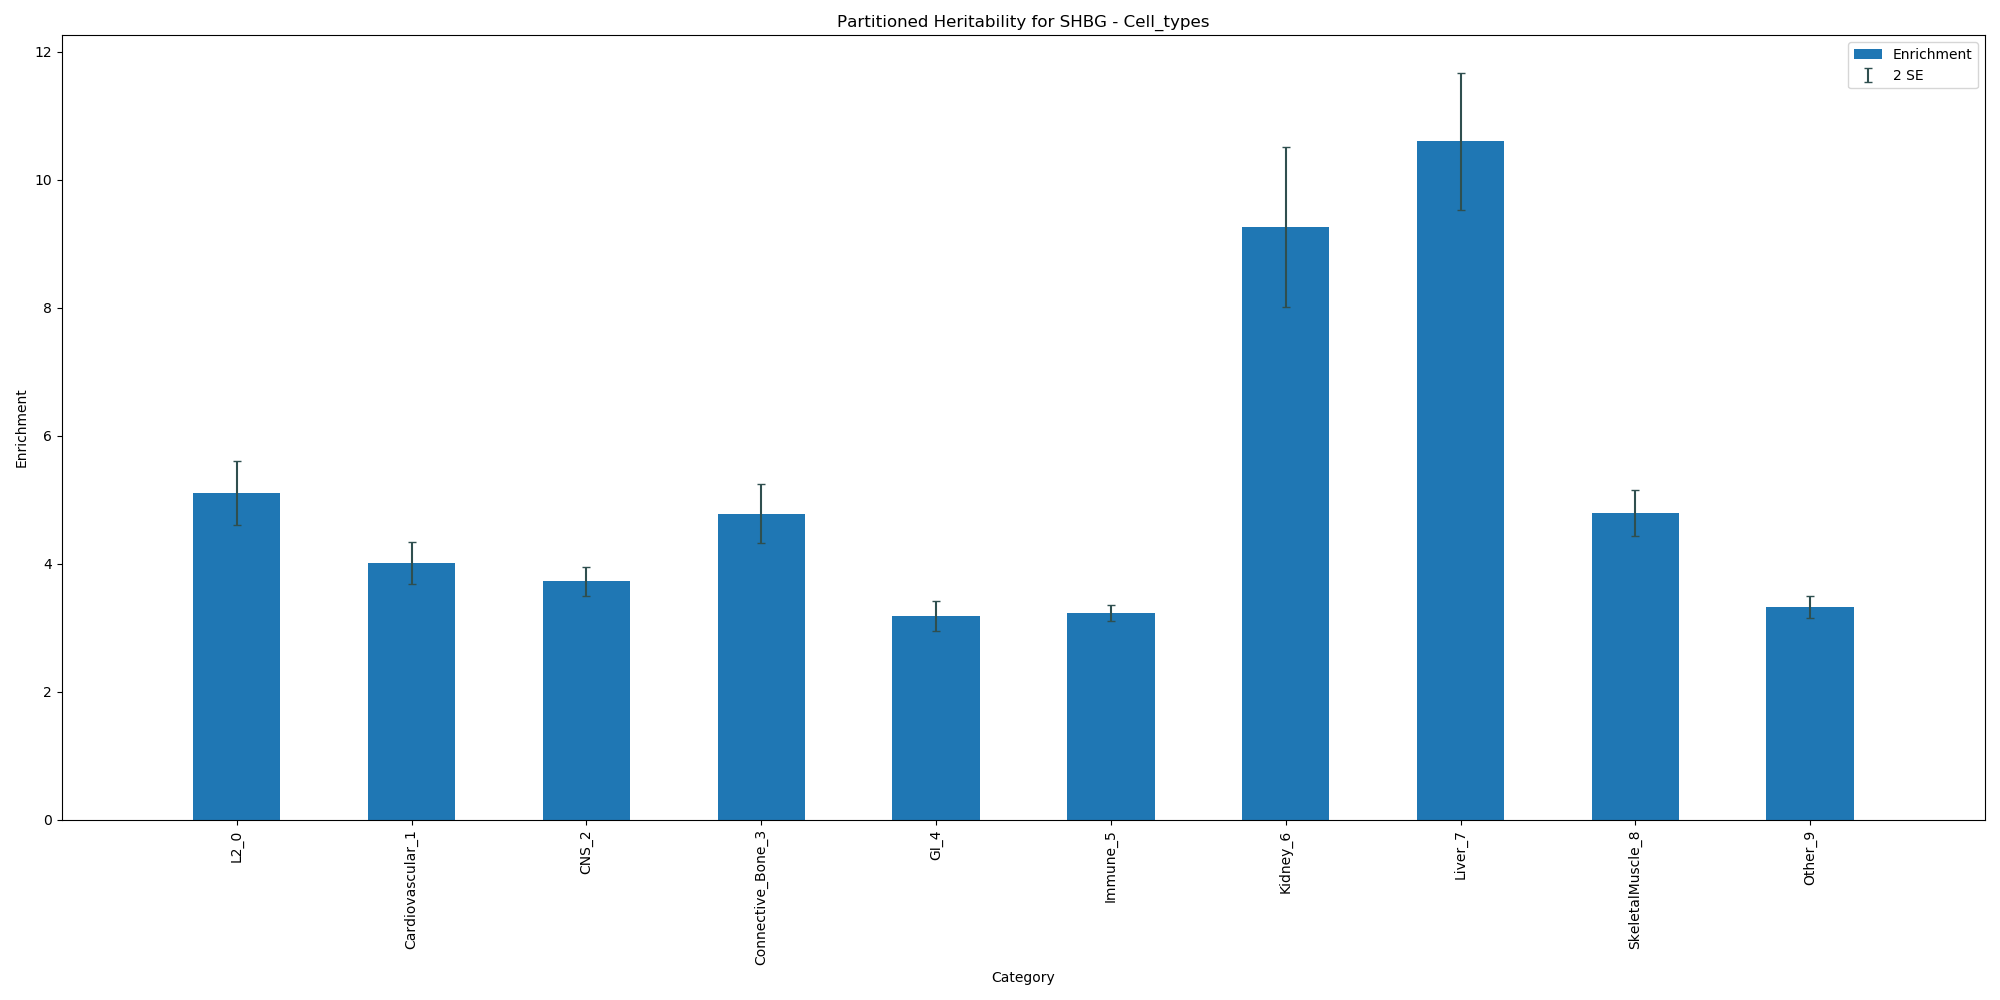 Partitioned Heritability for SHBG - Cell_types
Enrichment
2 SE
12
10
8
6
4
2
0
Enrichment
L2_0
Cardiovascular_1
CNS_2
Connective_Bone_3
GI_4
Immune_5
Kidney_6
Liver_7
SkeletalMuscle_8
Other_9
Category